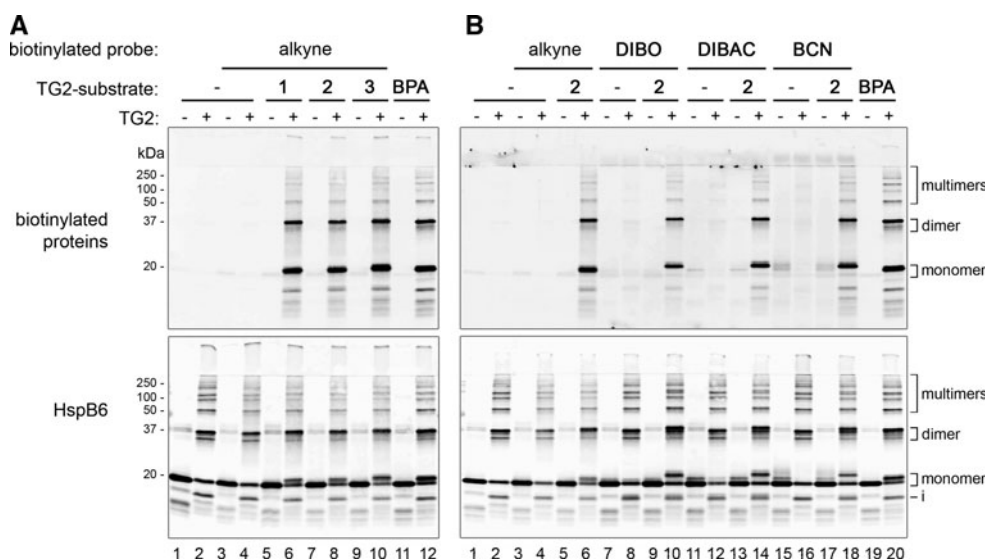 A
B
biotinylated probe: alkyne alkyne DIBO DIBAC BCN
TG2-substrate: - 1 2 3 BPA - 2 - 2 - 2 - 2 BPA
TG2: - + - + - + - + - + - + - + - + - + - + - + - + - + - + - + - +
kDa
250 -
100 -
50 -
37 -
20 -
biotinylated
proteins
multimers
dimer
monomer
250 -
100 -
50 -
37 -
20 -
HspB6
multimers
dimer
monomer
i
1 2 3 4 5 6 7 8 9 10 11 12 1 2 3 4 5 6 7 8 9 10 11 12 13 14 15 16 17 18 19 20